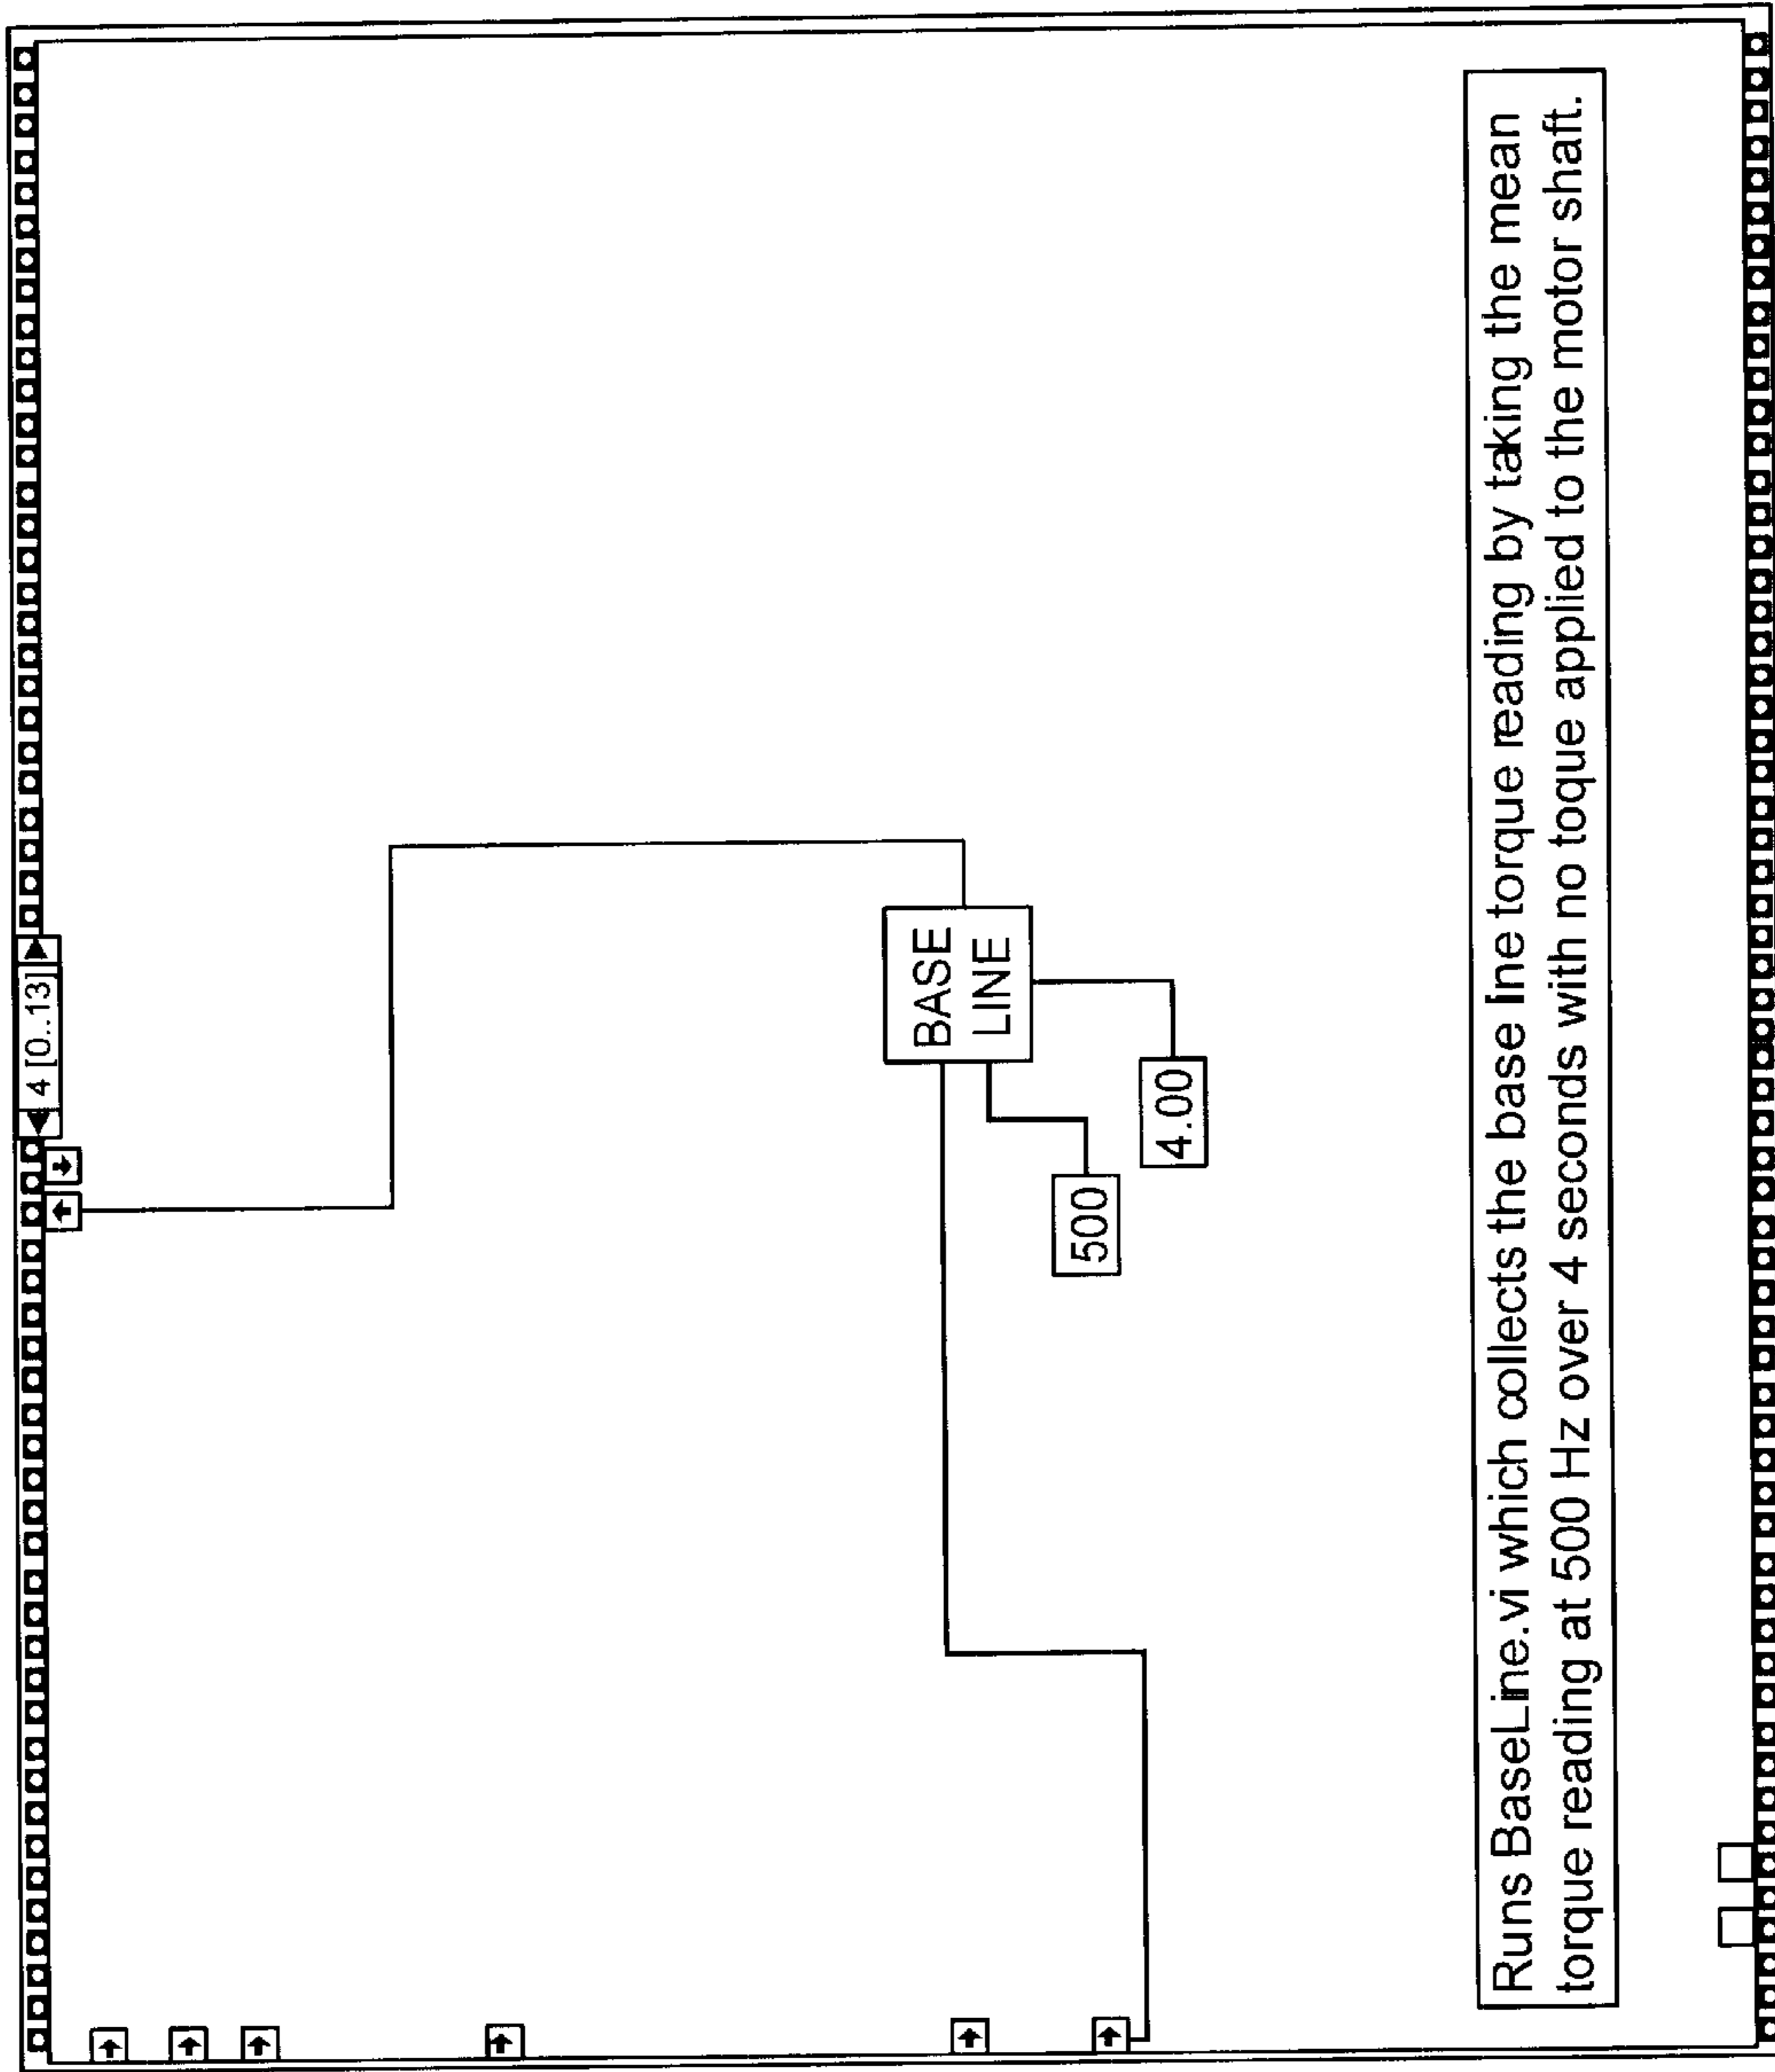 4 [0..13]
BASE
LINE
500
4.00
Runs BaseLine.vi which collects the base line torque reading by taking the mean
torque reading at 500 Hz over 4 seconds with no toque applied to the motor shaft.